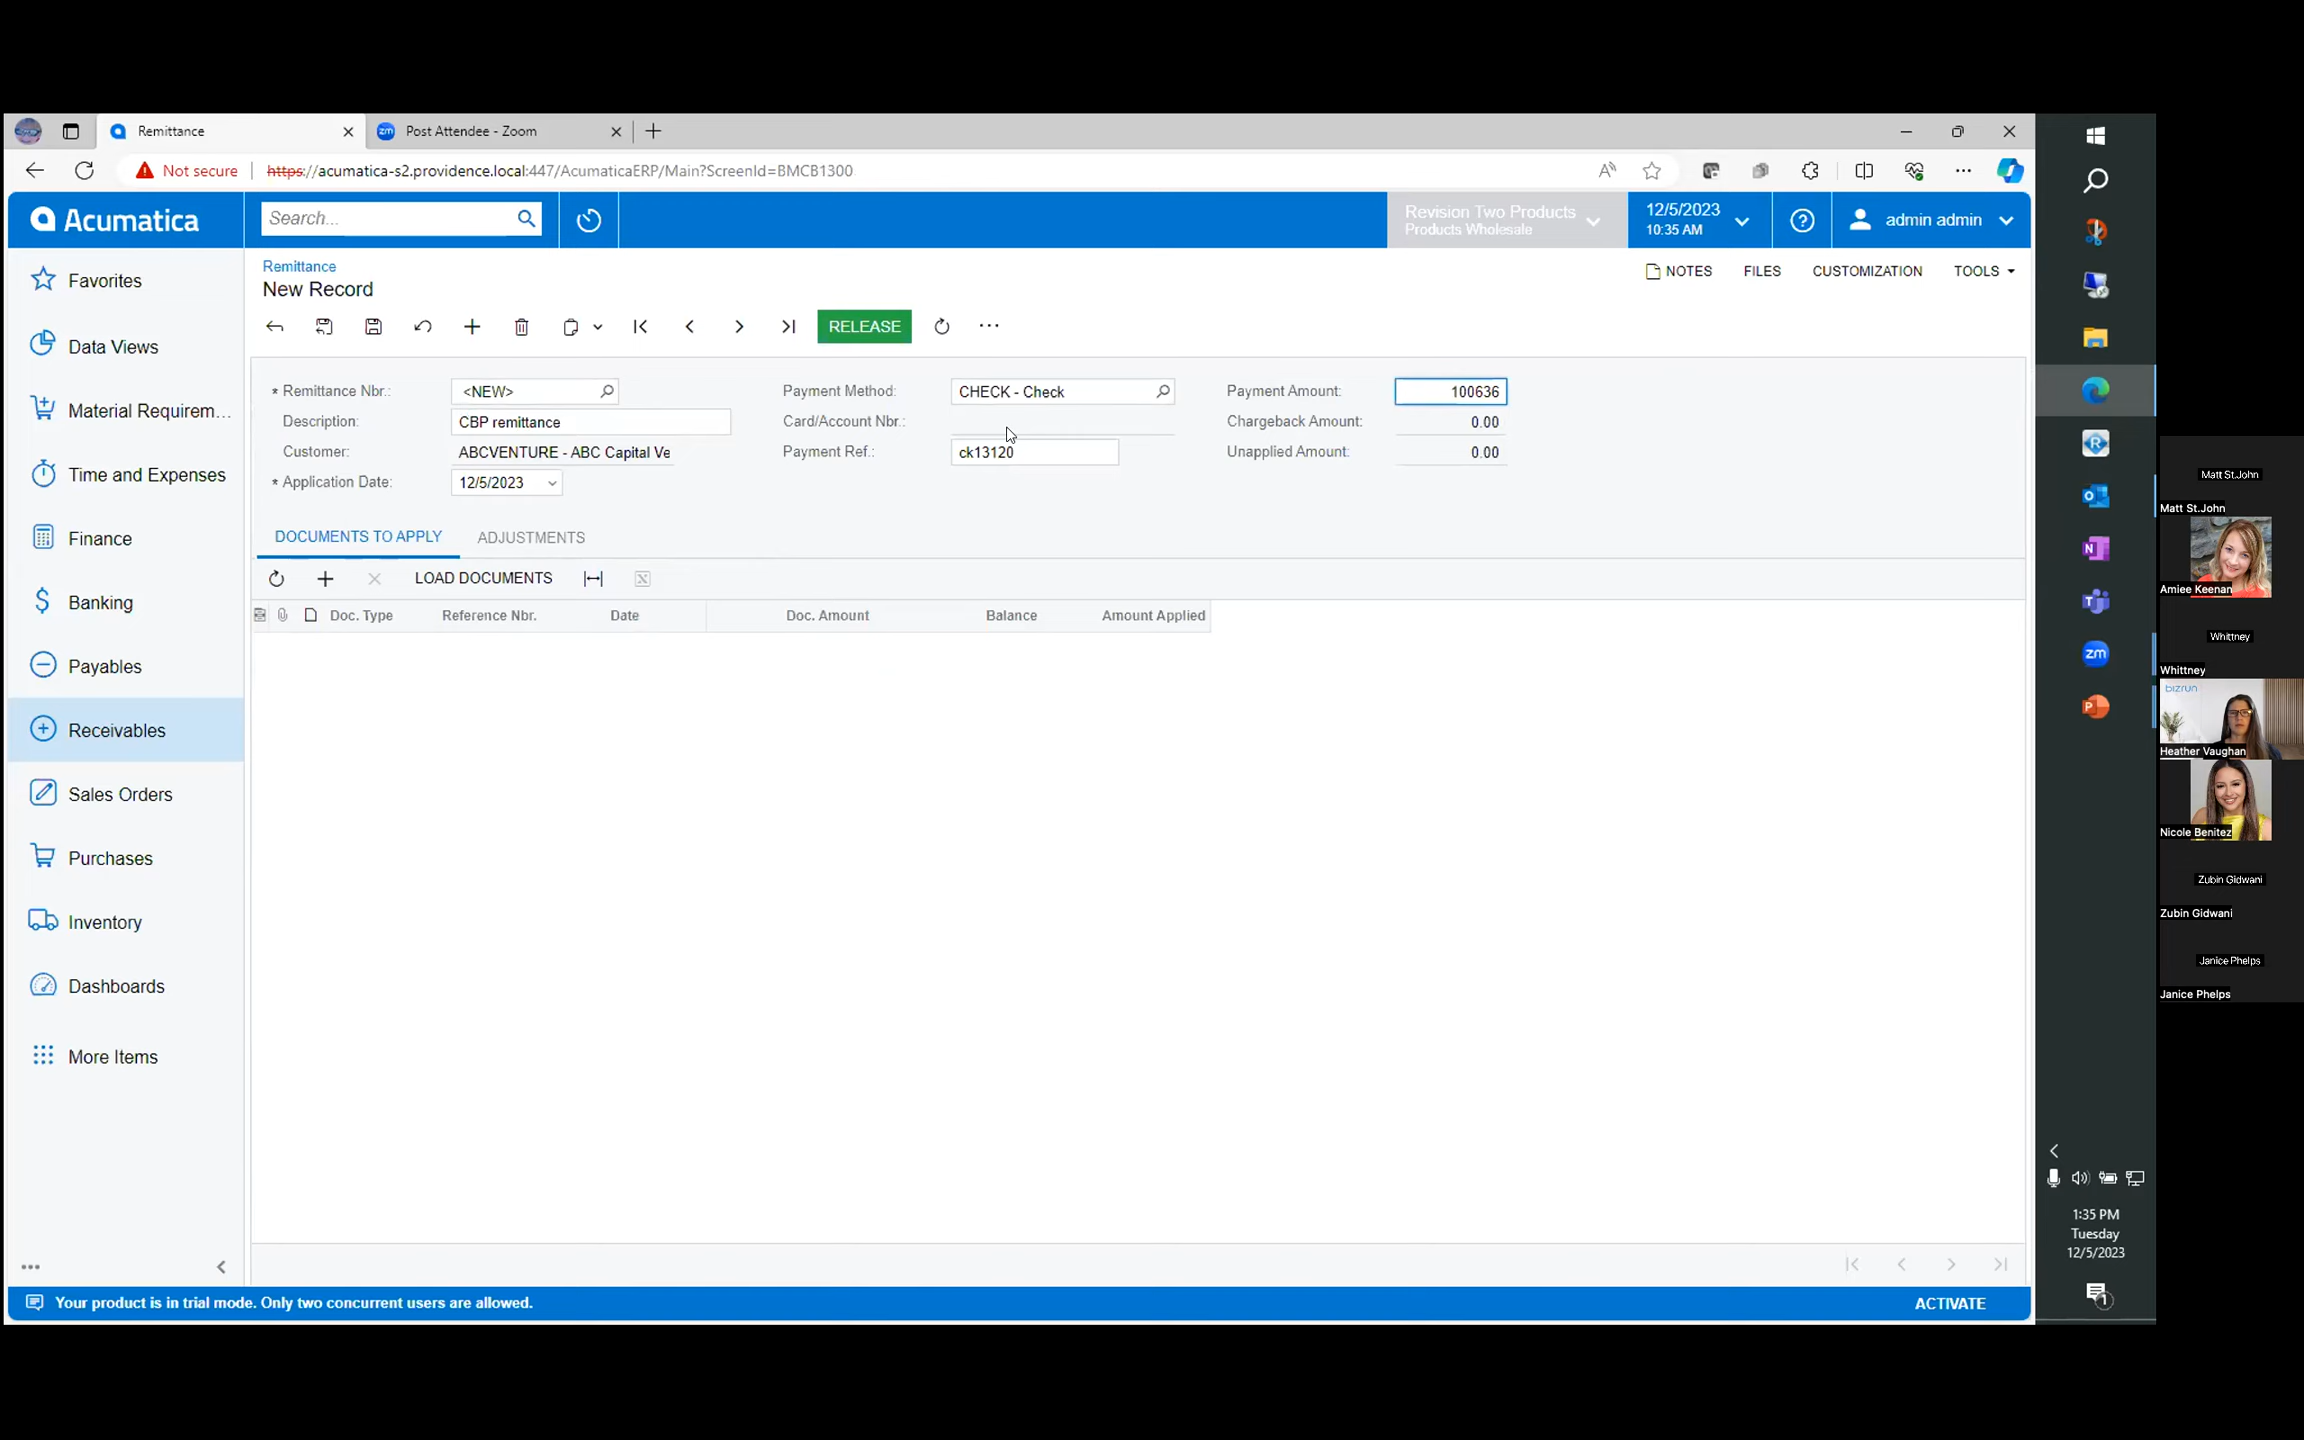 Remittance
zm Post Attendee - Zoom
Not secure https://acumatica-s2.providence.local:447/AcumaticaERP/Main?ScreenId=BMCB1300
Acumatica
Search...
Revision Two Products
Products Wholesale
12/5/2023
10:35 AM
admin admin
Favorites
Data Views
Material Requirem...
Time and Expenses
Finance
Banking
Payables
Receivables
Sales Orders
Purchases
Inventory
Dashboards
More Items
Remittance
New Record
NOTES FILES CUSTOMIZATION TOOLS
RELEASE
* Remittance Nbr.: <NEW>
Description: CBP remittance
Customer: ABCVENTURE - ABC Capital Ve
* Application Date: 12/5/2023
Payment Method: CHECK - Check
Card/Account Nbr.:
Payment Ref.: ck13120
Payment Amount: 100636
Chargeback Amount: 0.00
Unapplied Amount: 0.00
DOCUMENTS TO APPLY ADJUSTMENTS
LOAD DOCUMENTS
Doc. Type Reference Nbr. Date Doc. Amount Balance Amount Applied
Your product is in trial mode. Only two concurrent users are allowed. ACTIVATE
zm
1:35 PM
Tuesday
12/5/2023
1
Matt St.John
Matt St.John
Amiee Keenan
Whittney
Whittney
bizrun
Heather Vaughan
Nicole Benitez
Zubin Gidwani
Zubin Gidwani
Janice Phelps
Janice Phelps